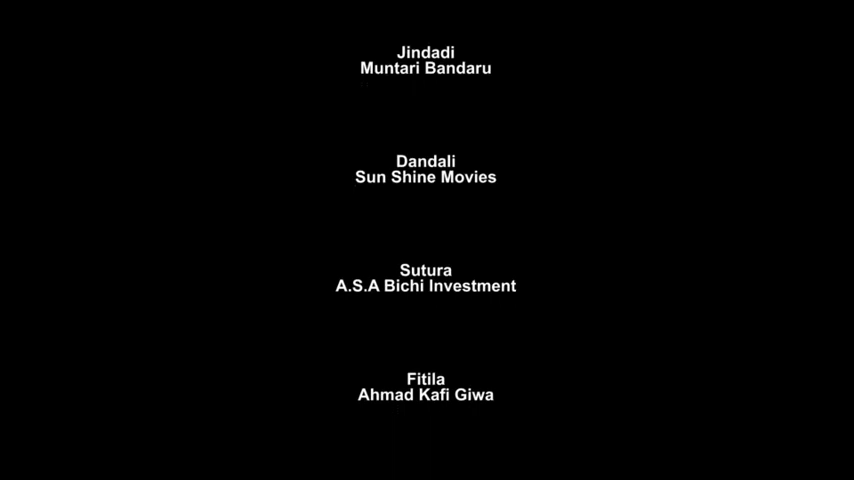 Jindadi
Muntari Bandaru
Dandali
Sun Shine Movies
Sutura
A.S.A Bichi Investment
Fitila
Ahmad Kafi Giwa